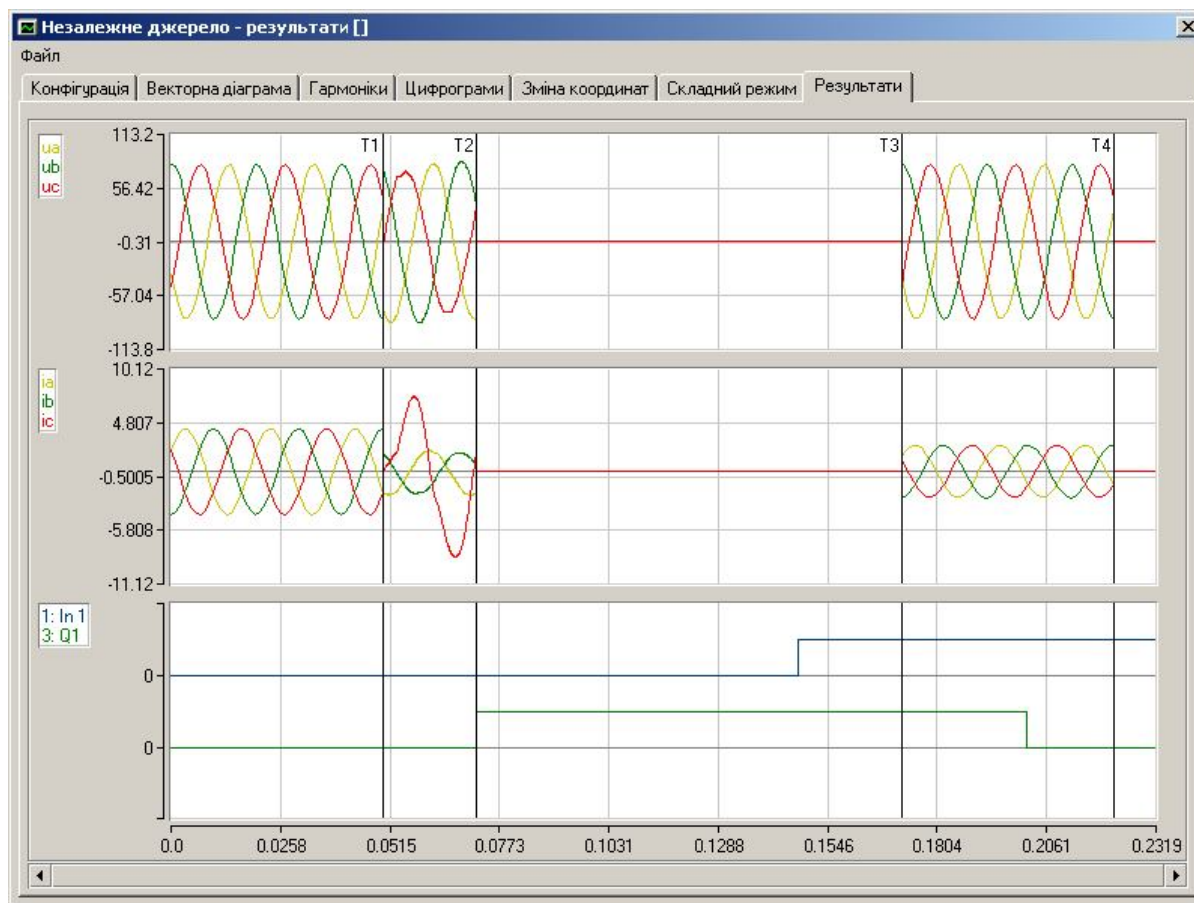 Незалежне джерело - результати []
Файл
Конфігурація Векторна діаграма Гармоніки Цифрограми Зміна координат Складний режим Результати
ua
ub
uc
113.2
56.42
-0.31
-57.04
-113.8
T1 T2 T3 T4
ia
ib
ic
10.12
4.807
-0.5005
-5.808
-11.12
1: In 1
3: Q1
0
0
0.0 0.0258 0.0515 0.0773 0.1031 0.1288 0.1546 0.1804 0.2061 0.2319